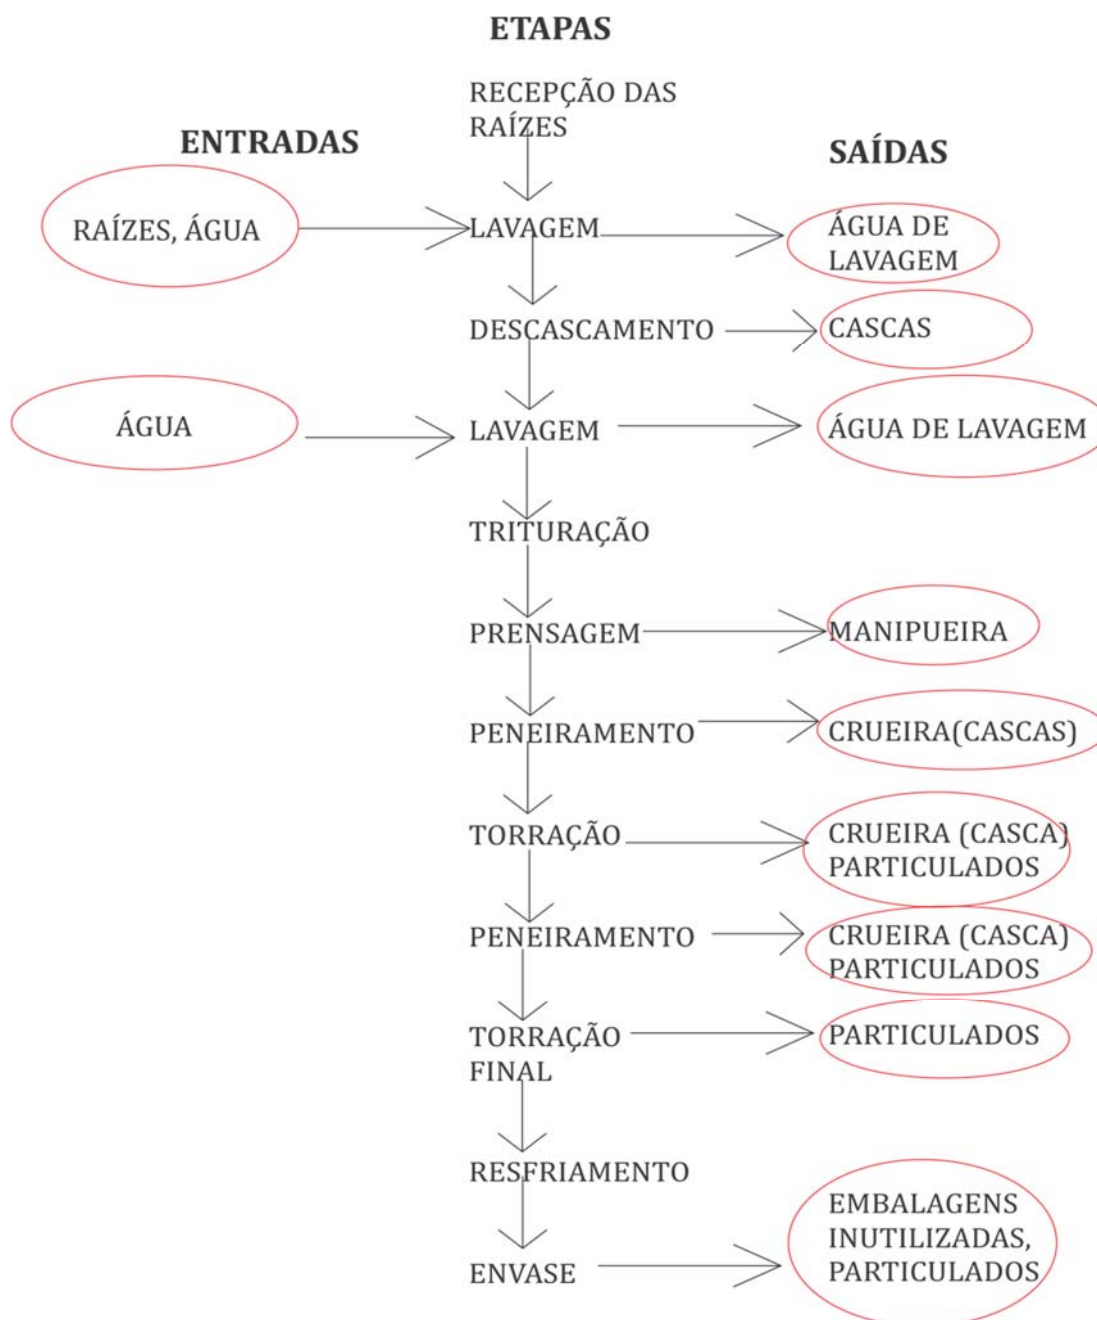 ETAPAS
RECEPÇÃO DAS
RAÍZES
ENTRADAS
SAÍDAS
RAÍZES, ÁGUA
LAVAGEM
ÁGUA DE
LAVAGEM
DESCASCAMENTO
CASCAS
ÁGUA
LAVAGEM
ÁGUA DE LAVAGEM
TRITURAÇÃO
PRENSAGEM
MANIPUEIRA
PENEIRAMENTO
CRUEIRA(CASCAS)
TORRAÇÃO
CRUEIRA (CASCA)
PARTICULADOS
PENEIRAMENTO
CRUEIRA (CASCA)
PARTICULADOS
TORRAÇÃO
FINAL
PARTICULADOS
RESFRIAMENTO
ENVASE
EMBALAGENS
INUTILIZADAS,
PARTICULADOS